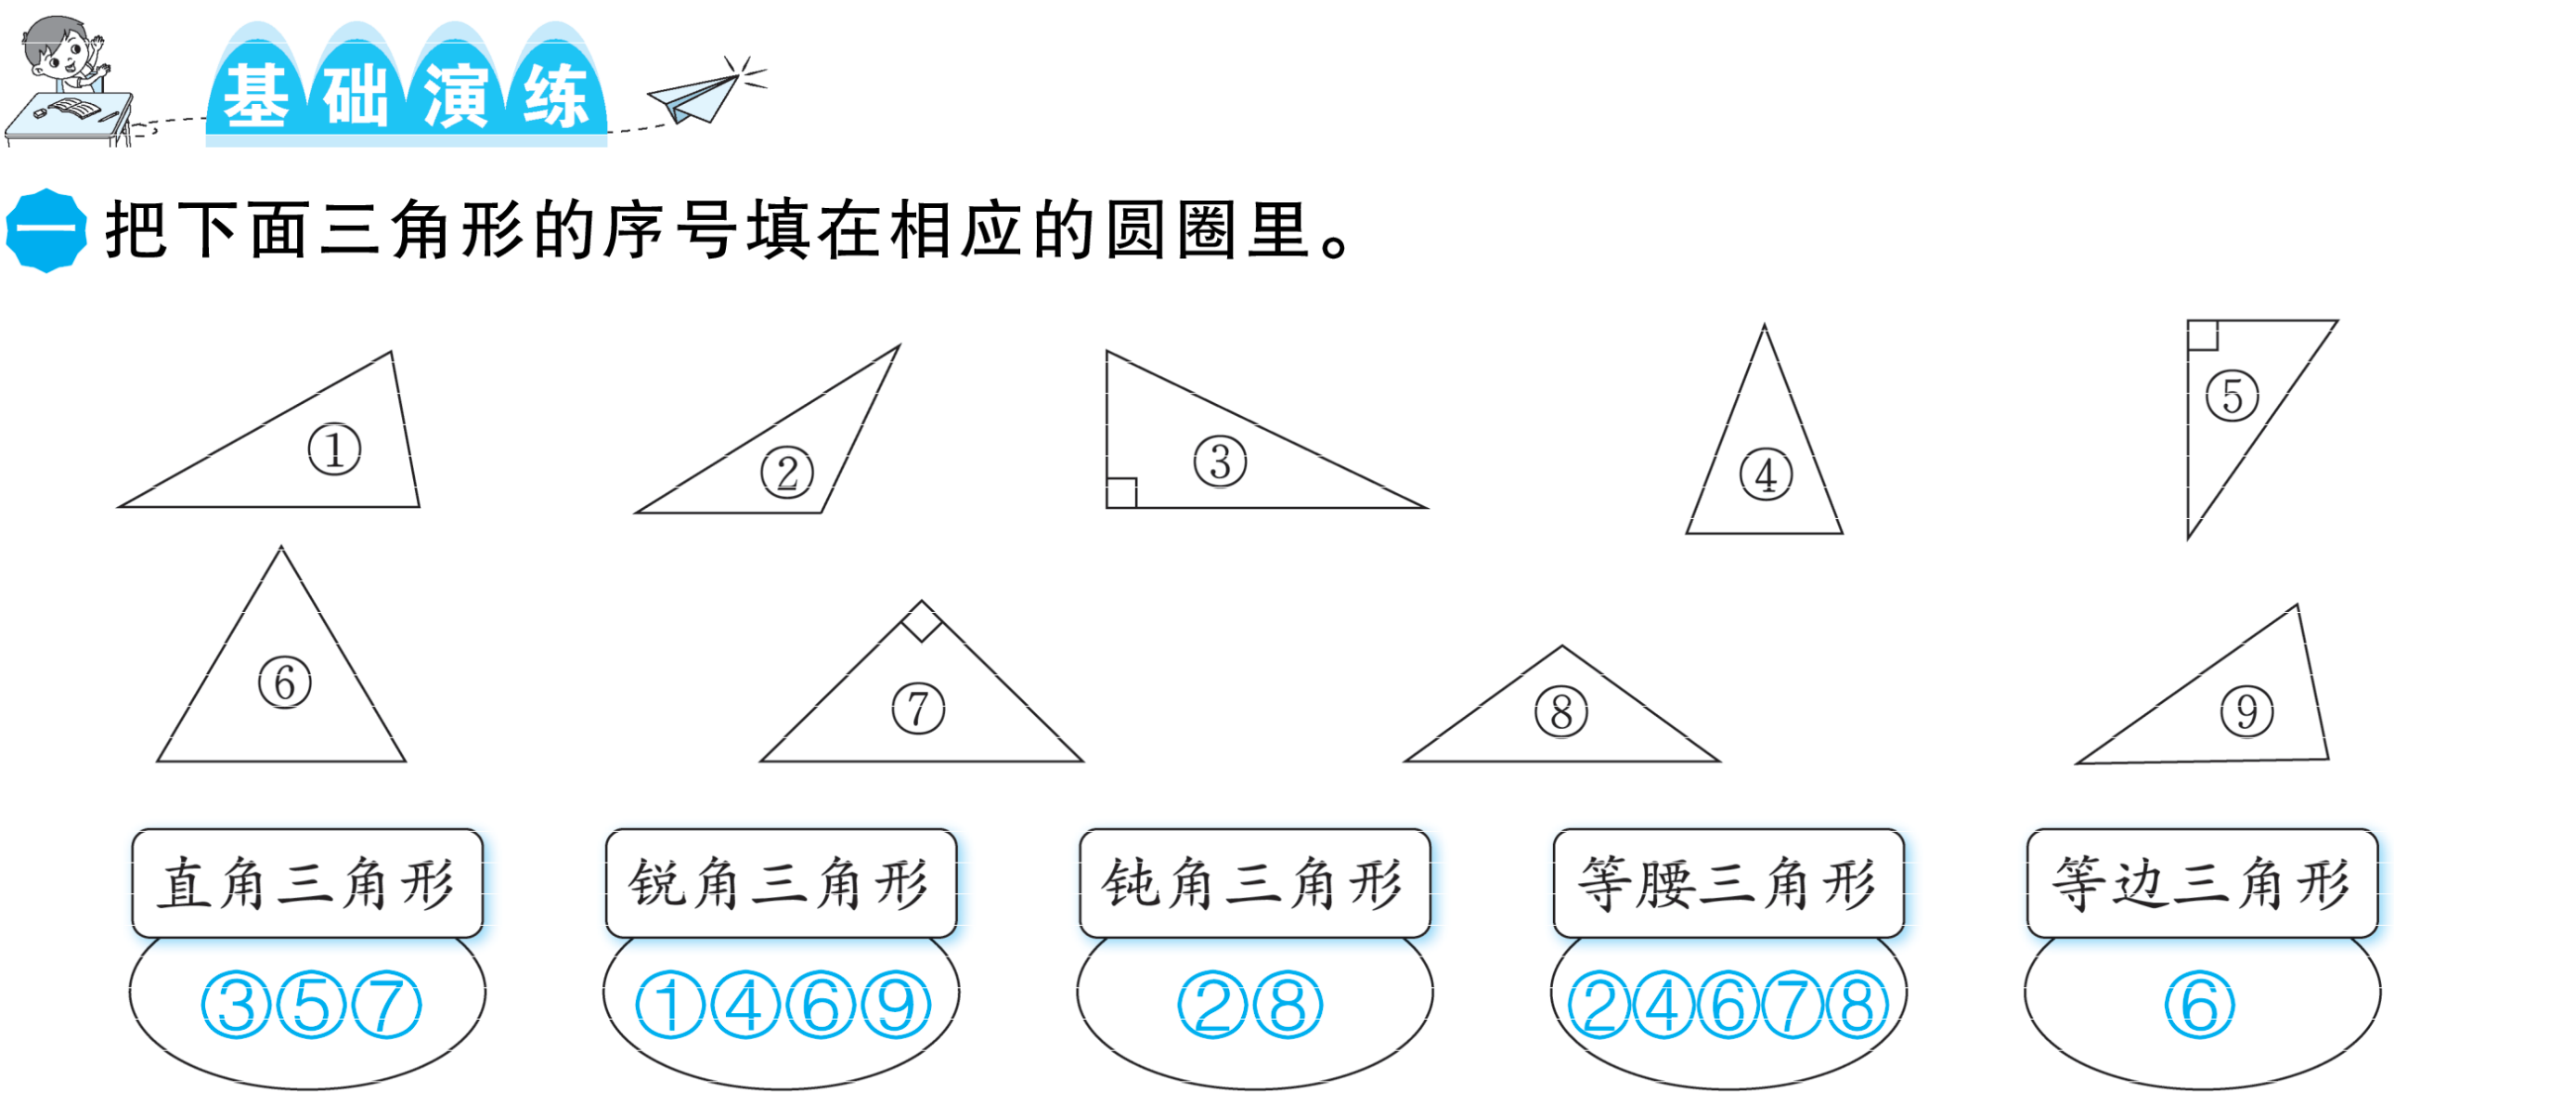 基础演练
一 把下面三角形的序号填在相应的圆圈里。
① ② ③ ④ ⑤
⑥ ⑦ ⑧ ⑨
直角三角形 锐角三角形 钝角三角形 等腰三角形 等边三角形
③⑤⑦ ①④⑥⑨ ②⑧ ②④⑥⑦⑧ ⑥